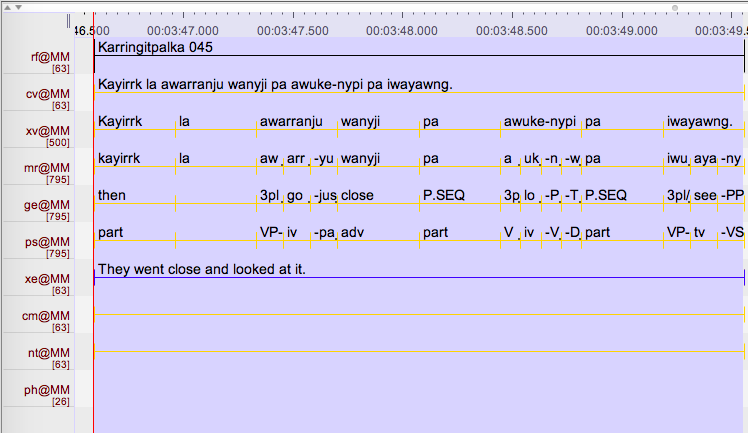 46.500 00:03:47.000 00:03:47.500 00:03:48.000 00:03:48.500 00:03:49.000 00:03:49.5
rf@MM [63] Karringitpalka 045
cv@MM [63] Kayirrk la awarranju wanyji pa awuke-nypi pa iwayawng.
xv@MM [500] Kayirrk la awarranju wanyji pa awuke-nypi pa iwayawng.
mr@MM [795] kayirrk la aw arr -yu wanyji pa a uk -n -w pa iwu aya -ny
ge@MM [795] then 3pl go -jus close P.SEQ 3p lo -P -T P.SEQ 3pl/ see -PP
ps@MM [795] part VP- iv -pa adv part V iv -V -D part VP- tv -VS
xe@MM [63] They went close and looked at it.
cm@MM [63]
nt@MM [63]
ph@MM [26]